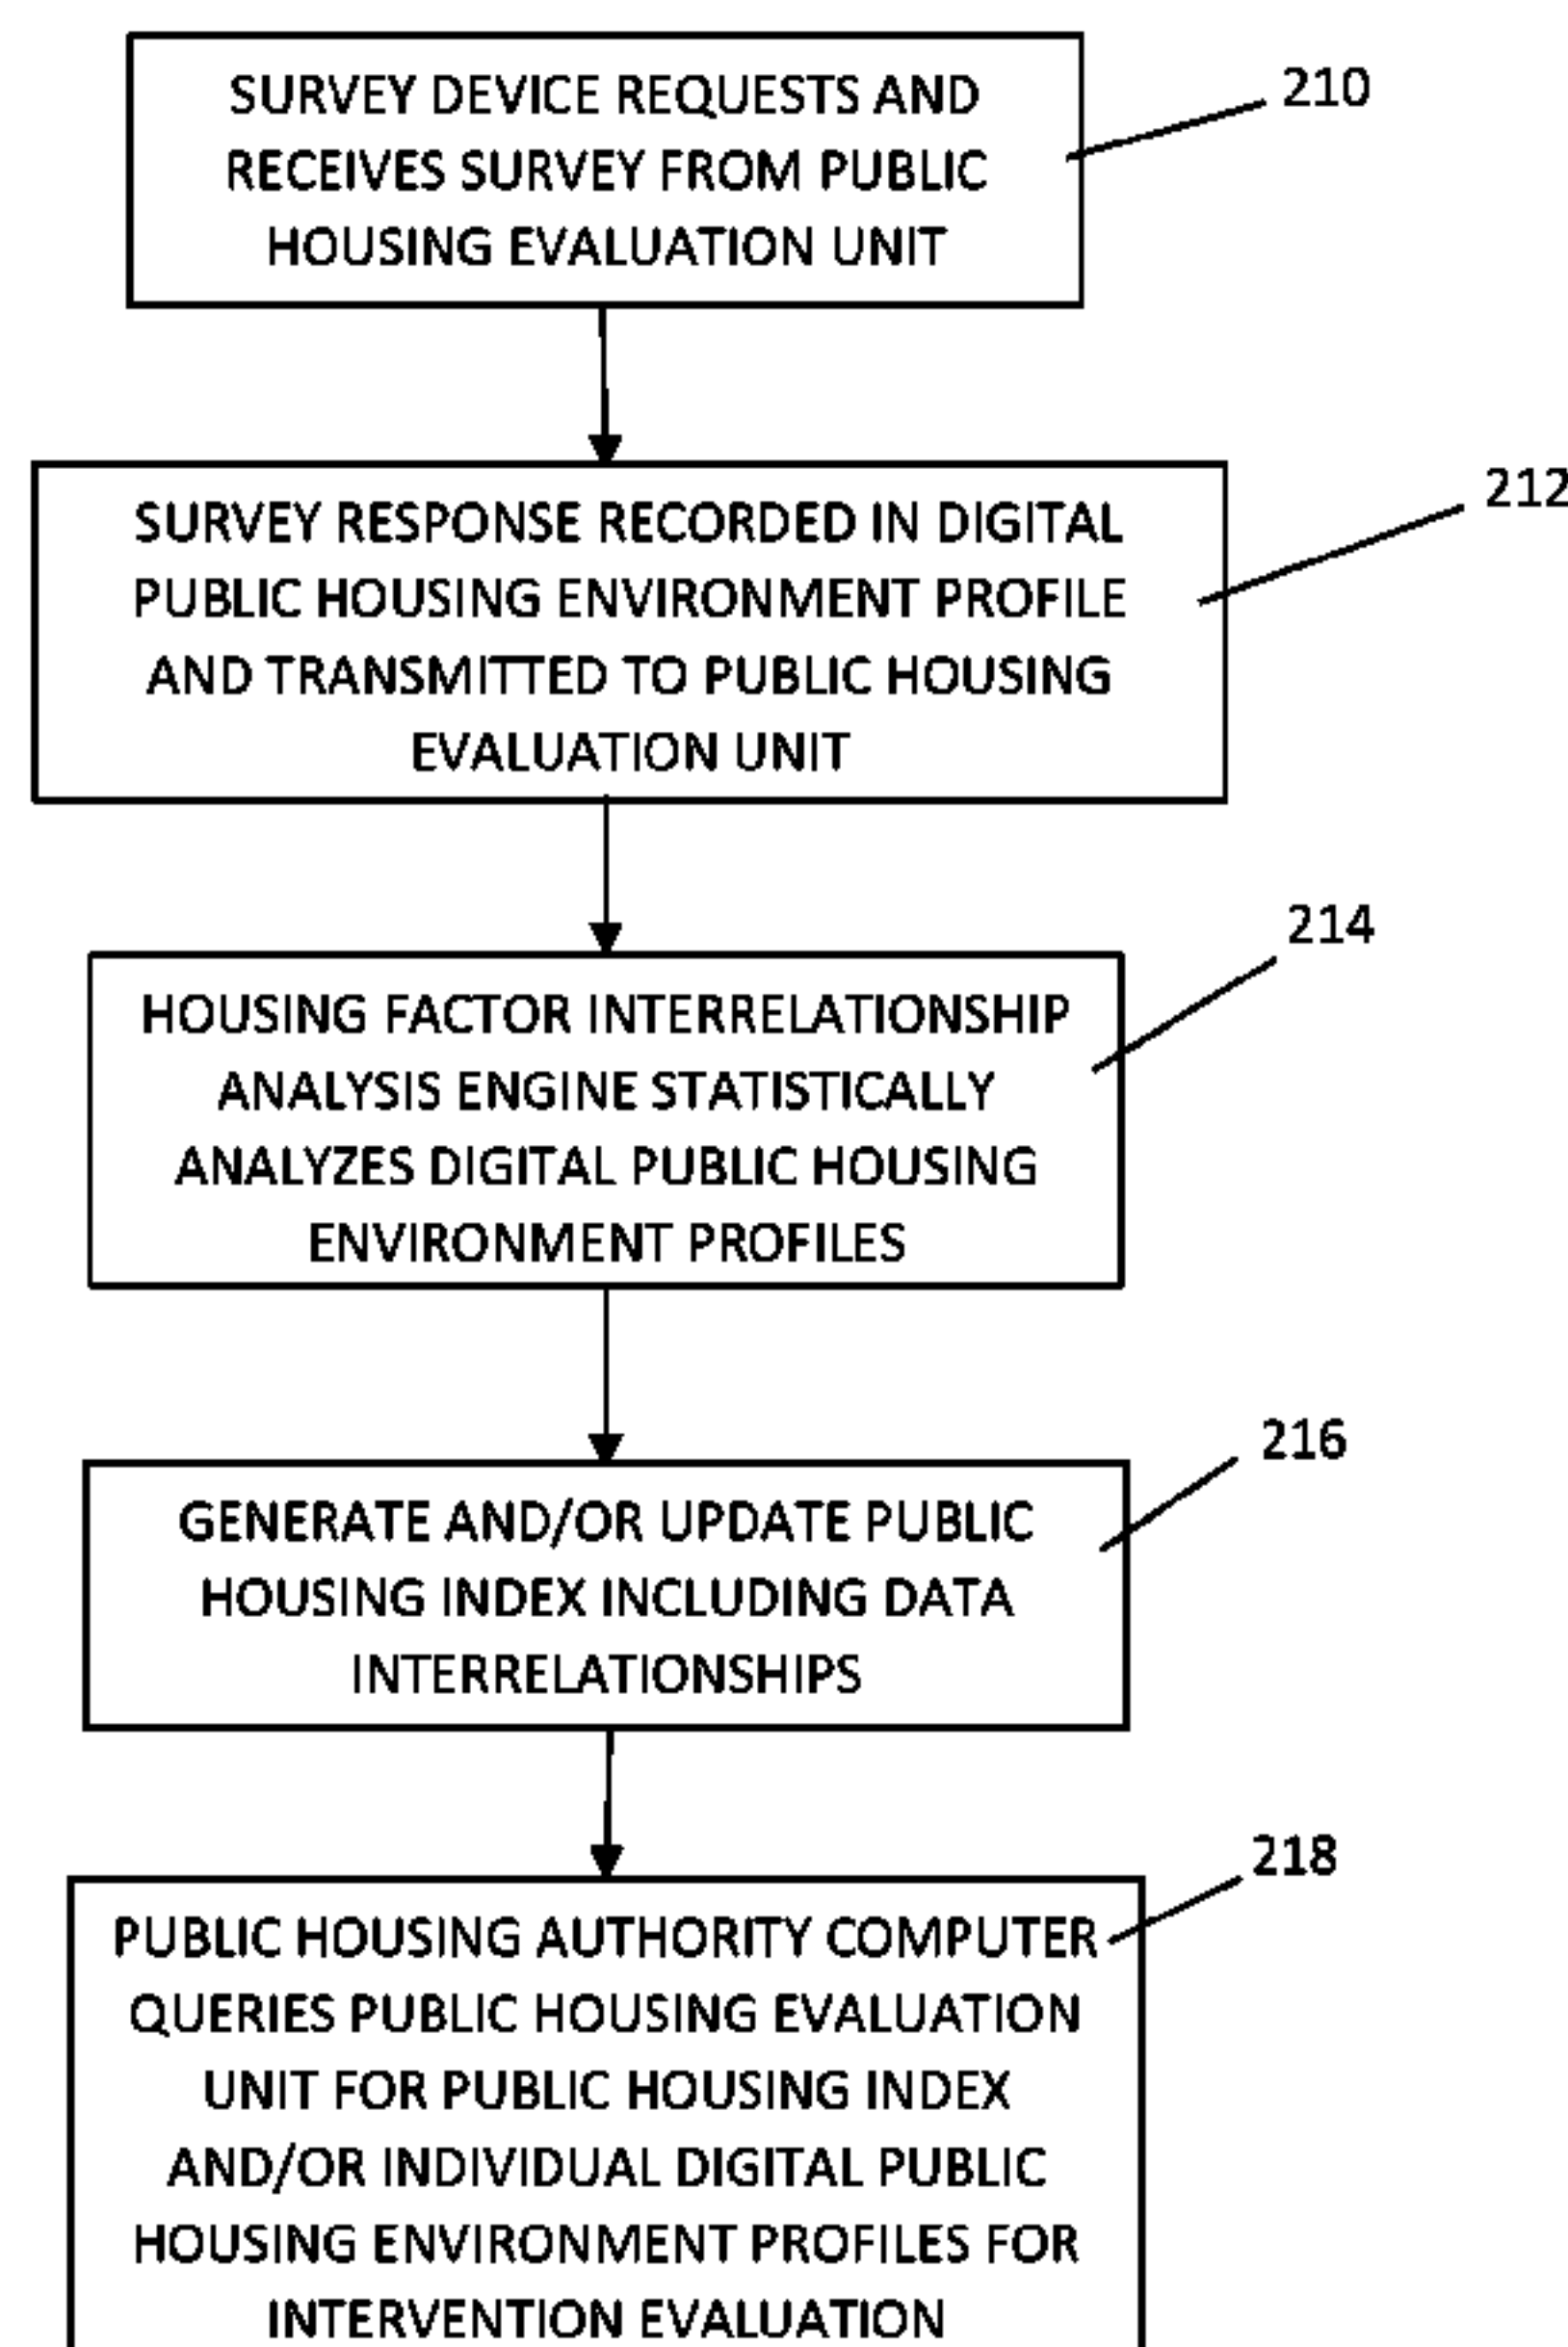 SURVEY DEVICE REQUESTS AND
RECEIVES SURVEY FROM PUBLIC
HOUSING EVALUATION UNIT
210
SURVEY RESPONSE RECORDED IN DIGITAL
PUBLIC HOUSING ENVIRONMENT PROFILE
AND TRANSMITTED TO PUBLIC HOUSING
EVALUATION UNIT
212
HOUSING FACTOR INTERRELATIONSHIP
ANALYSIS ENGINE STATISTICALLY
ANALYZES DIGITAL PUBLIC HOUSING
ENVIRONMENT PROFILES
214
GENERATE AND/OR UPDATE PUBLIC
HOUSING INDEX INCLUDING DATA
INTERRELATIONSHIPS
216
PUBLIC HOUSING AUTHORITY COMPUTER
QUERIES PUBLIC HOUSING EVALUATION
UNIT FOR PUBLIC HOUSING INDEX
AND/OR INDIVIDUAL DIGITAL PUBLIC
HOUSING ENVIRONMENT PROFILES FOR
INTERVENTION EVALUATION
218